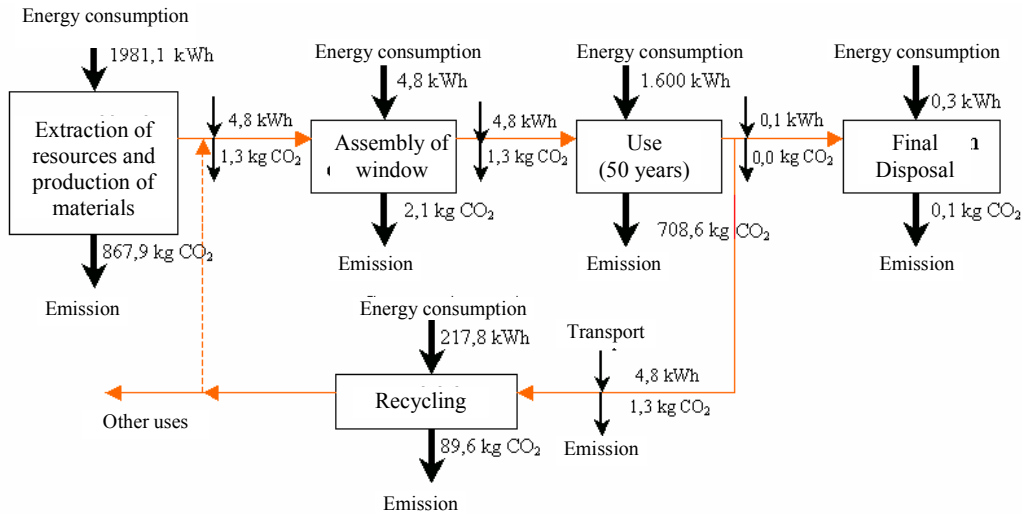 Energy consumption
1981,1 kWh
Extraction of
resources and
production of
materials
867,9 kg CO₂
Emission
4,8 kWh
1,3 kg CO₂
Energy consumption
4,8 kWh
Assembly of
window
2,1 kg CO₂
Emission
4,8 kWh
1,3 kg CO₂
Energy consumption
1.600 kWh
Use
(50 years)
708,6 kg CO₂
Emission
0,1 kWh
0,0 kg CO₂
Energy consumption
0,3 kWh
Final
Disposal
0,1 kg CO₂
Emission
Energy consumption
217,8 kWh
Recycling
89,6 kg CO₂
Emission
Transport
4,8 kWh
1,3 kg CO₂
Emission
Other uses